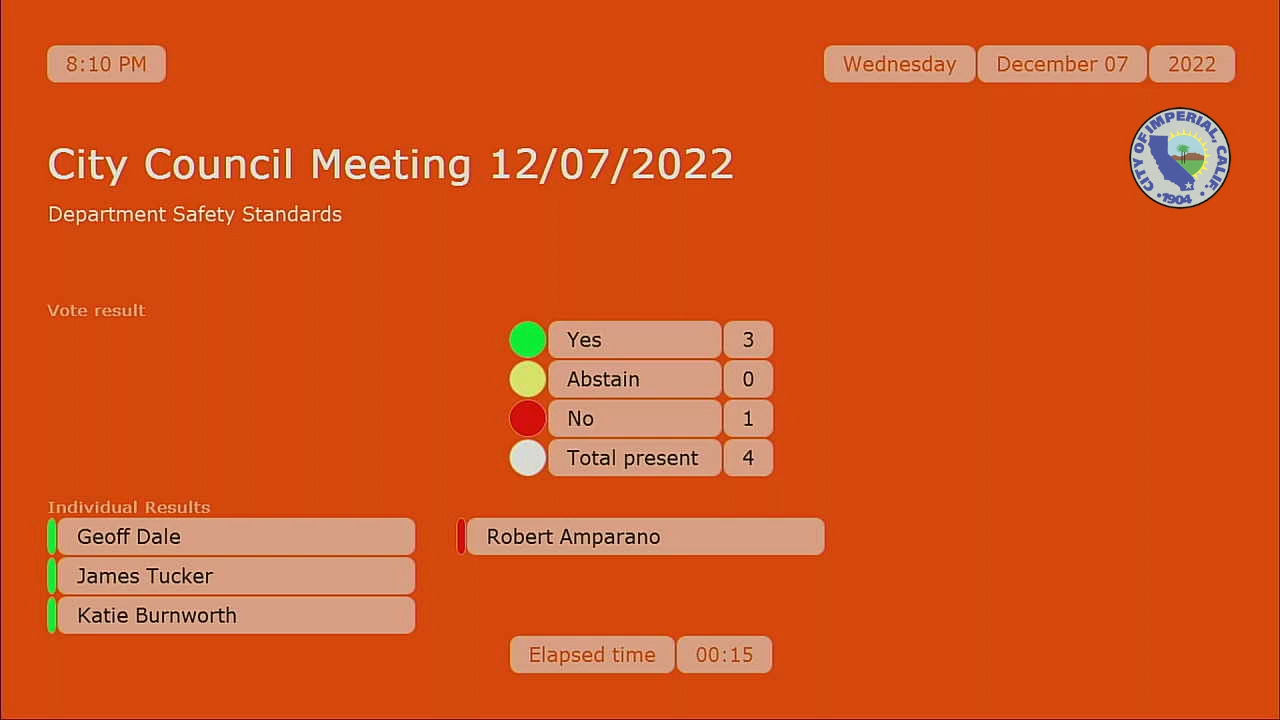 8:10 PM
Wednesday December 07 2022
CITY OF IMPERIAL, CALIF.
1904
City Council Meeting 12/07/2022
Department Safety Standards
Vote result
Yes 3
Abstain 0
No 1
Total present 4
Individual Results
Geoff Dale Robert Amparano
James Tucker
Katie Burnworth
Elapsed time 00:15